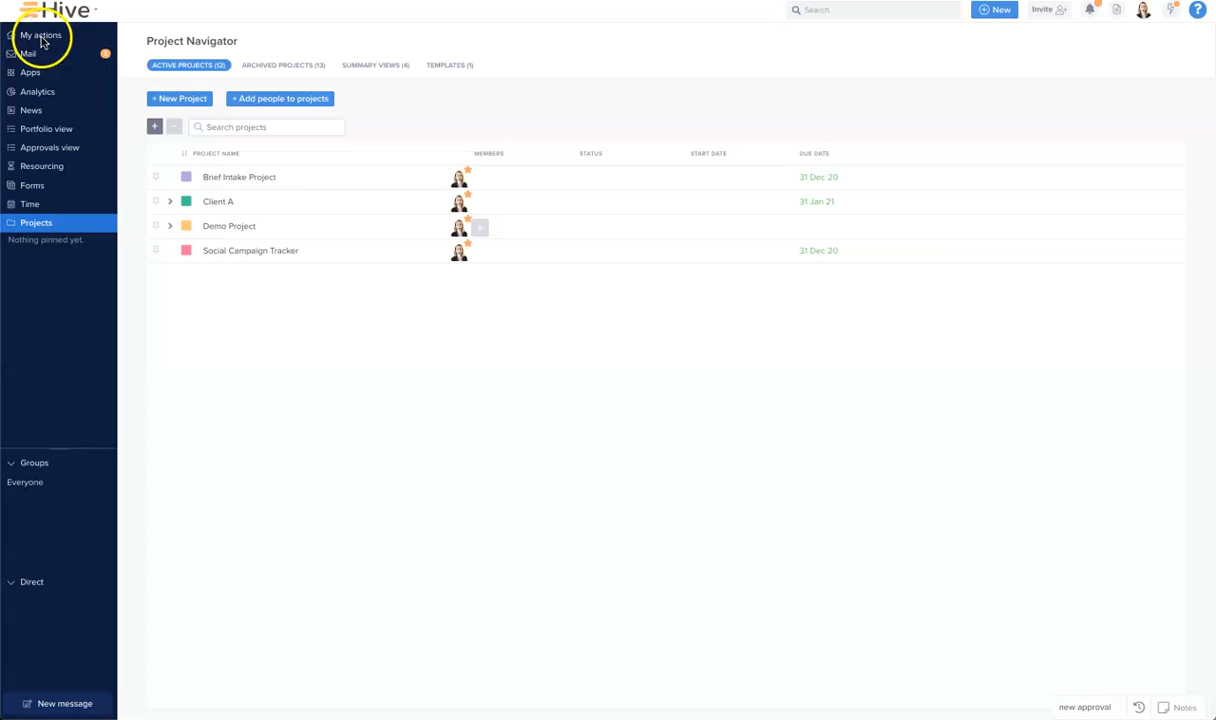 Hive
Search
New
Invite
?
My actions
Mail
Apps
Analytics
News
Portfolio view
Approvals view
Resourcing
Forms
Time
Projects
Nothing pinned yet.
Groups
Everyone
Direct
New message
Project Navigator
ACTIVE PROJECTS (12) ARCHIVED PROJECTS (13) SUMMARY VIEWS (4) TEMPLATES (1)
+ New Project + Add people to projects
Search projects
PROJECT NAME MEMBERS STATUS START DATE DUE DATE
Brief Intake Project 31 Dec 20
Client A 31 Jan 21
Demo Project
Social Campaign Tracker 31 Dec 20
new approval Notes